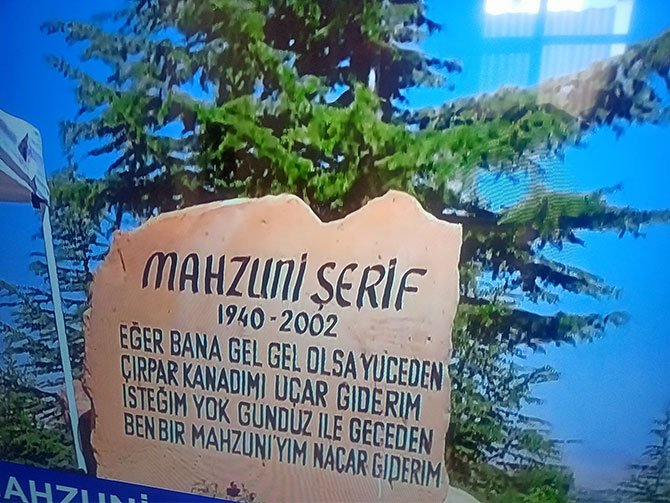 MAHZUNİ ŞERİF
1940-2002
EĞER BANA GEL GEL OLSA YÜCEDEN
ÇIRPAR KANADIMI UÇAR GİDERİM
İSTEĞİM YOK GÜNDÜZ İLE GECEDEN
BEN BİR MAHZUNİ'YİM NAÇAR GİDERİM
MAHZUNİ